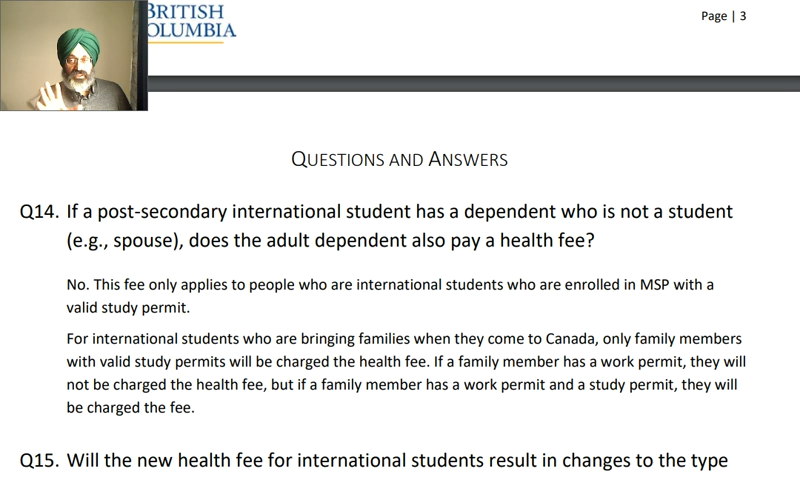 BRITISH
COLUMBIA
Page | 3
QUESTIONS AND ANSWERS
Q14. If a post-secondary international student has a dependent who is not a student
(e.g., spouse), does the adult dependent also pay a health fee?
No. This fee only applies to people who are international students who are enrolled in MSP with a
valid study permit.
For international students who are bringing families when they come to Canada, only family members
with valid study permits will be charged the health fee. If a family member has a work permit, they will
not be charged the health fee, but if a family member has a work permit and a study permit, they will
be charged the fee.
Q15. Will the new health fee for international students result in changes to the type